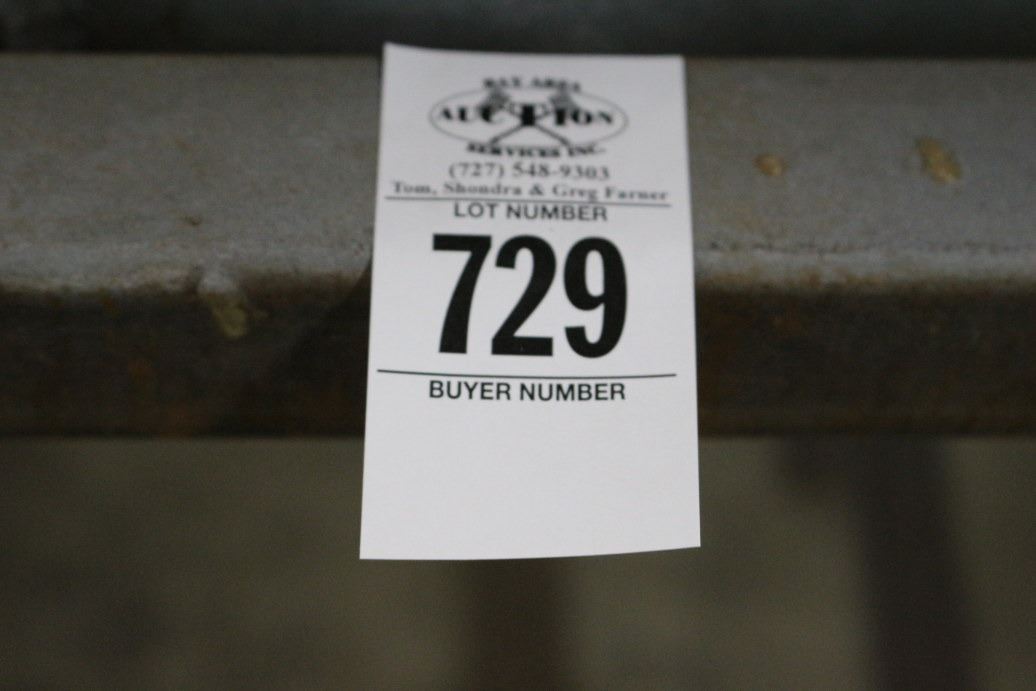 BAY AREA
AUCTION
SERVICES INC.
(727) 548-9303
Tom, Shondra & Greg Farner
LOT NUMBER
729
BUYER NUMBER